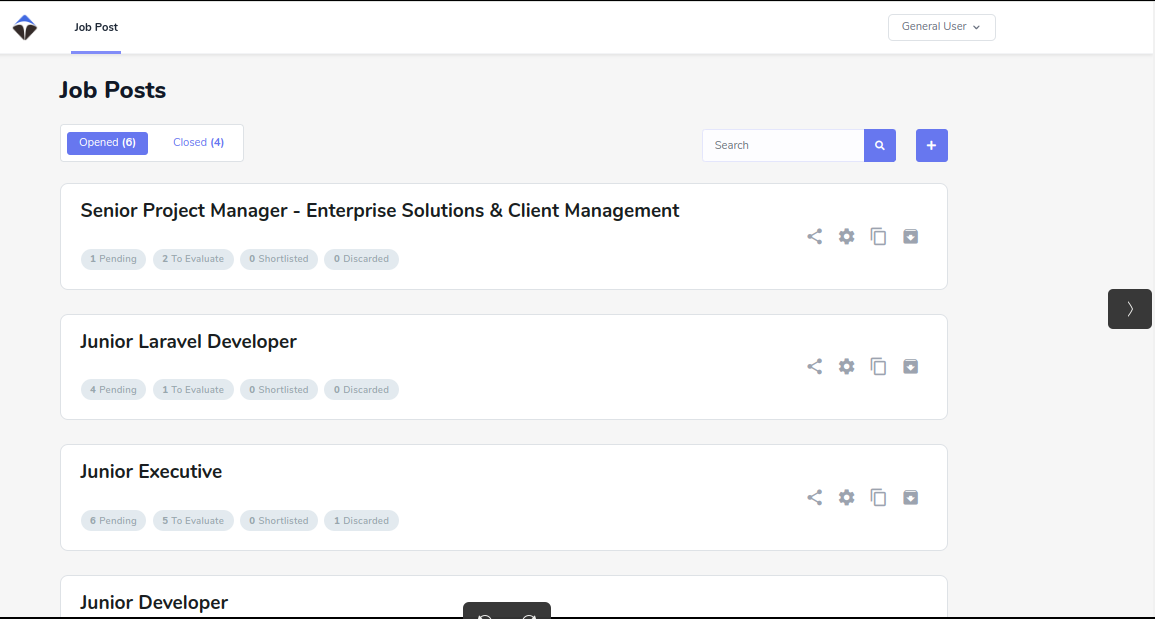 Job Post
General User
Job Posts
Opened (6) Closed (4)
Search
Senior Project Manager - Enterprise Solutions & Client Management
1 Pending 2 To Evaluate 0 Shortlisted 0 Discarded
Junior Laravel Developer
4 Pending 1 To Evaluate 0 Shortlisted 0 Discarded
Junior Executive
6 Pending 5 To Evaluate 0 Shortlisted 1 Discarded
Junior Developer